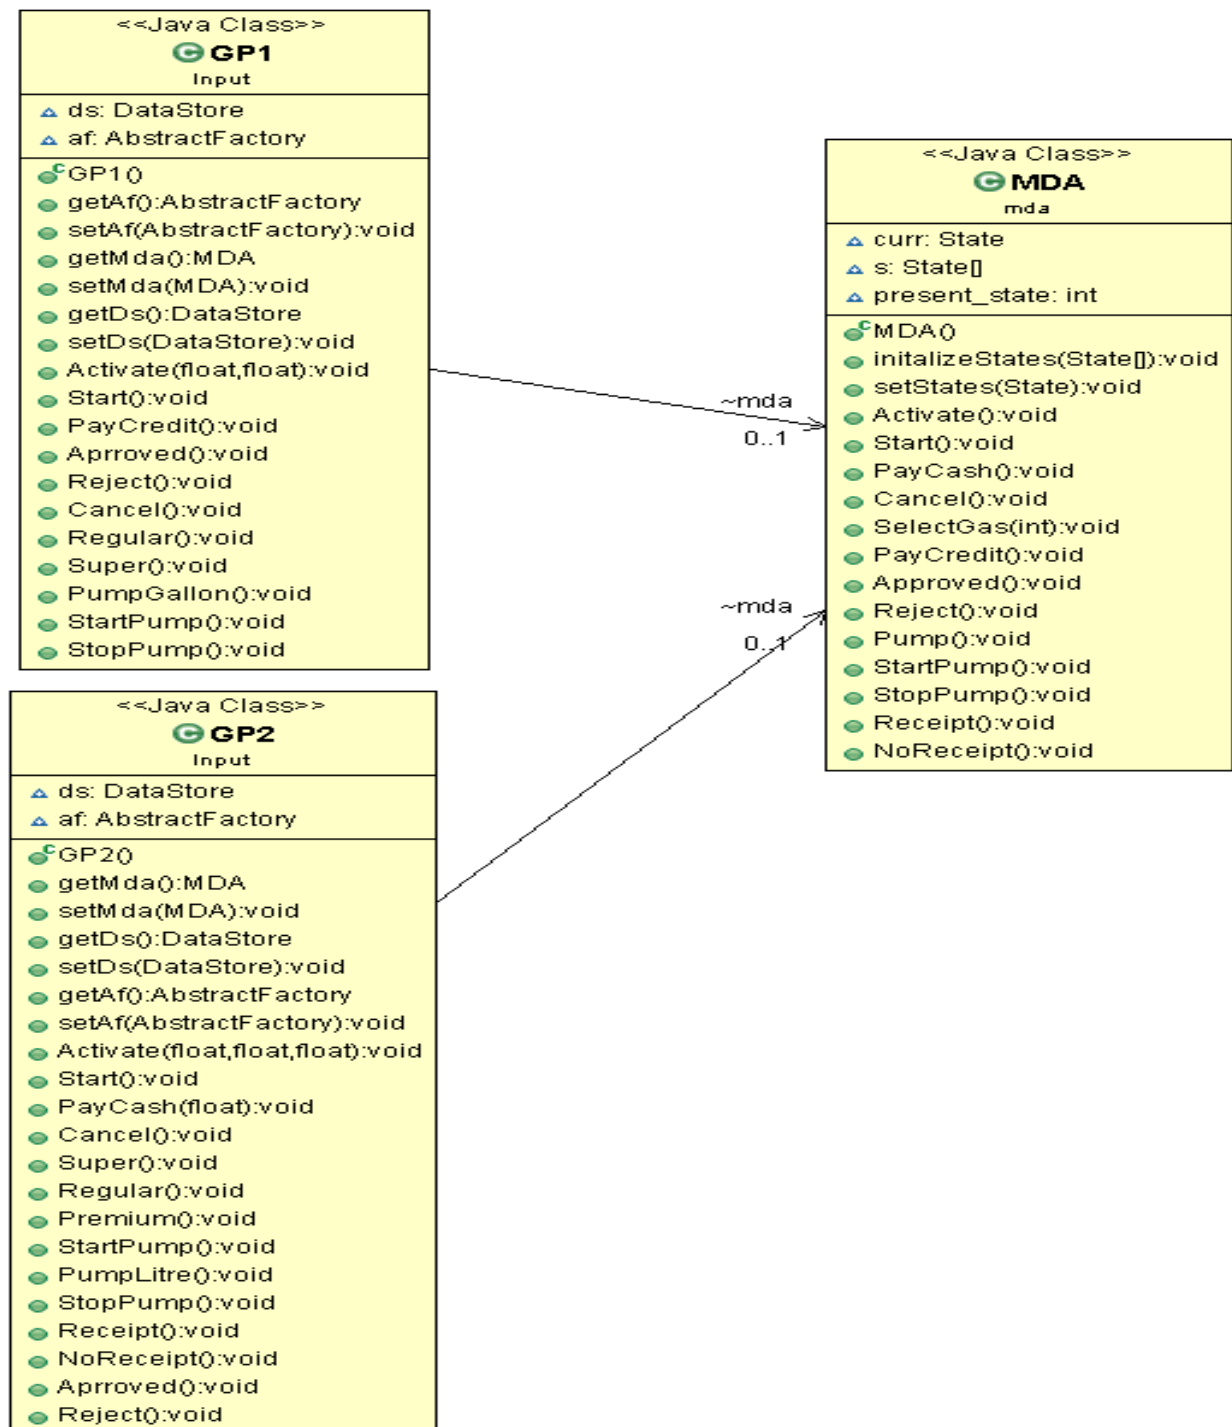 <<Java Class>>
GP1
Input
ds: DataStore
af: AbstractFactory
GP1()
getAf():AbstractFactory
setAf(AbstractFactory):void
getMda():MDA
setMda(MDA):void
getDs():DataStore
setDs(DataStore):void
Activate(float,float):void
Start():void
PayCredit():void
Aprroved():void
Reject():void
Cancel():void
Regular():void
Super():void
PumpGallon():void
StartPump():void
StopPump():void
<<Java Class>>
GP2
Input
ds: DataStore
af: AbstractFactory
GP2()
getMda():MDA
setMda(MDA):void
getDs():DataStore
setDs(DataStore):void
getAf():AbstractFactory
setAf(AbstractFactory):void
Activate(float,float,float):void
Start():void
PayCash(float):void
Cancel():void
Super():void
Regular():void
Premium():void
StartPump():void
PumpLitre():void
StopPump():void
Receipt():void
NoReceipt():void
Aprroved():void
Reject():void
~mda
0..1
~mda
0..1
<<Java Class>>
MDA
mda
curr: State
s: State[]
present_state: int
MDA()
initalizeStates(State[]):void
setStates(State):void
Activate():void
Start():void
PayCash():void
Cancel():void
SelectGas(int):void
PayCredit():void
Approved():void
Reject():void
Pump():void
StartPump():void
StopPump():void
Receipt():void
NoReceipt():void